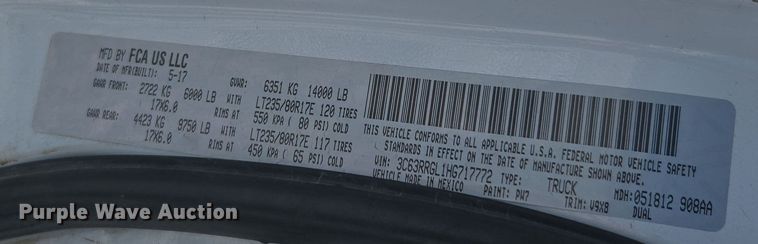 MFD BY FCA US LLC
DATE OF MFR(BUILT): 5-17 GVWR: 6351 KG 14000 LB
GAWR FRONT: 2722 KG 6000 LB WITH LT235/80R17E 120 TIRES
17X6.0 RIMS AT 550 KPA ( 80 PSI) COLD
GAWR REAR: 4423 KG 9750 LB WITH LT235/80R17E 117 TIRES
17X6.0 RIMS AT 450 KPA ( 65 PSI) COLD
THIS VEHICLE CONFORMS TO ALL APPLICABLE U.S.A. FEDERAL MOTOR VEHICLE SAFETY
STANDARDS IN EFFECT ON THE DATE OF MANUFACTURE SHOWN ABOVE.
VIN: 3C63RRGL1HG717772 TYPE: TRUCK MDH: 051812 908AA
VEHICLE MADE IN MEXICO PAINT: PW7 TRIM: V9X8 DUAL
Purple Wave Auction